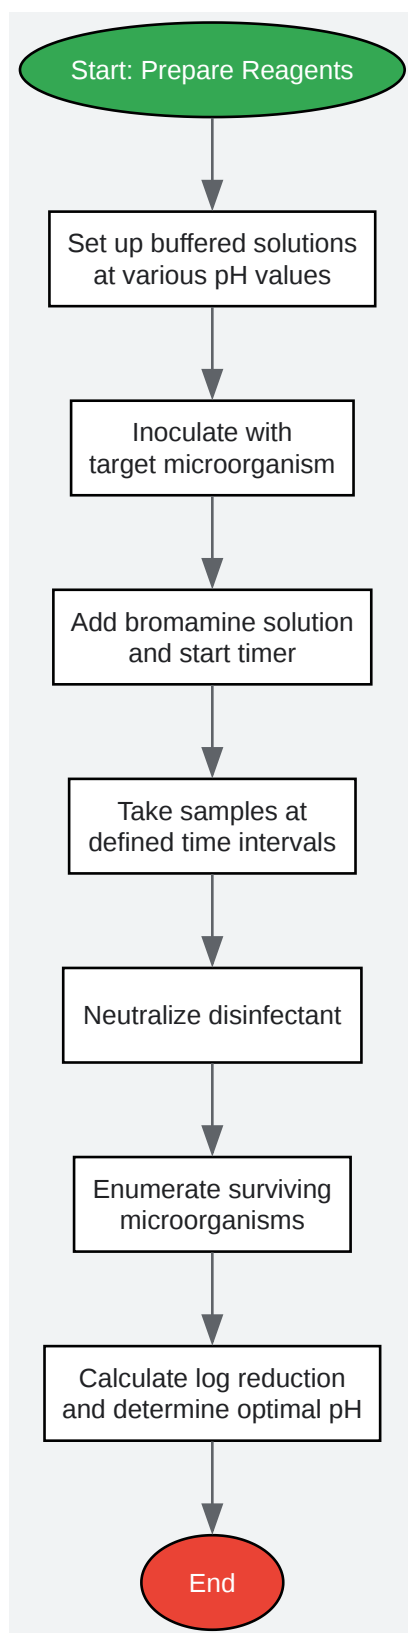 Start: Prepare Reagents
Set up buffered solutions
at various pH values
Inoculate with
target microorganism
Add bromamine solution
and start timer
Take samples at
defined time intervals
Neutralize disinfectant
Enumerate surviving
microorganisms
Calculate log reduction
and determine optimal pH
End